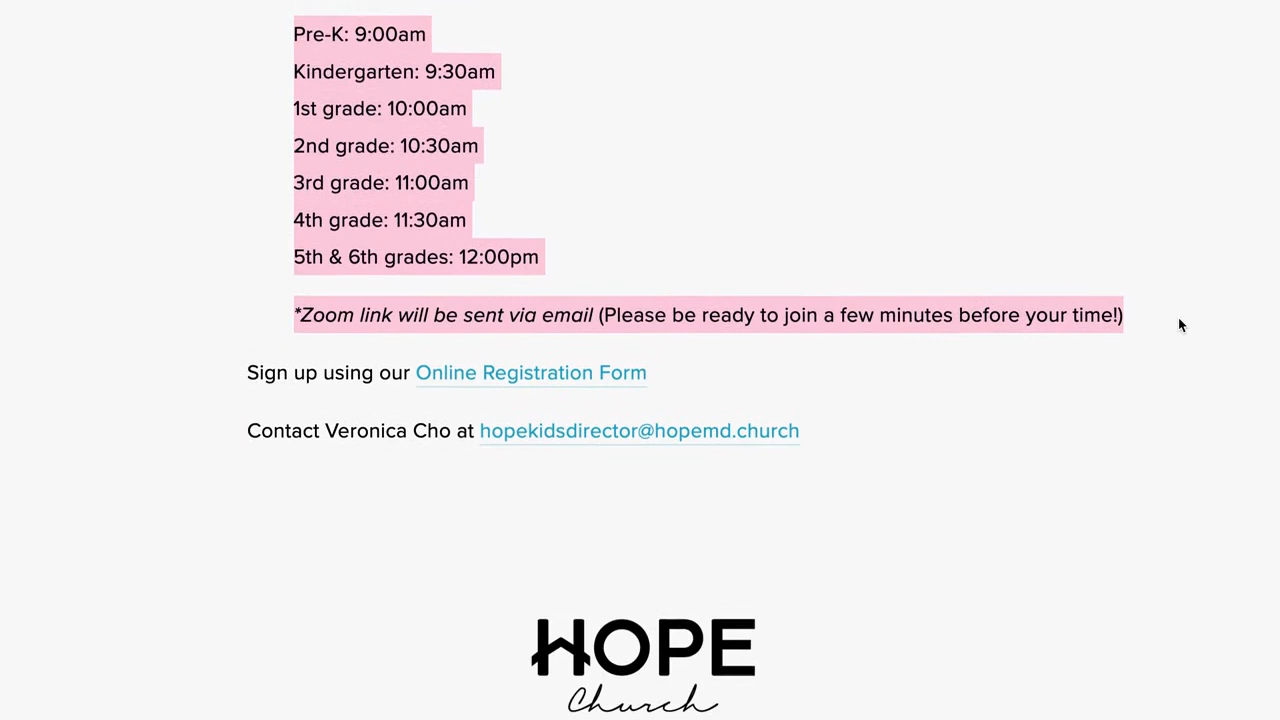 Pre-K: 9:00am
Kindergarten: 9:30am
1st grade: 10:00am
2nd grade: 10:30am
3rd grade: 11:00am
4th grade: 11:30am
5th & 6th grades: 12:00pm
*Zoom link will be sent via email (Please be ready to join a few minutes before your time!)
Sign up using our Online Registration Form
Contact Veronica Cho at hopekidsdirector@hopemd.church
HOPE
Church